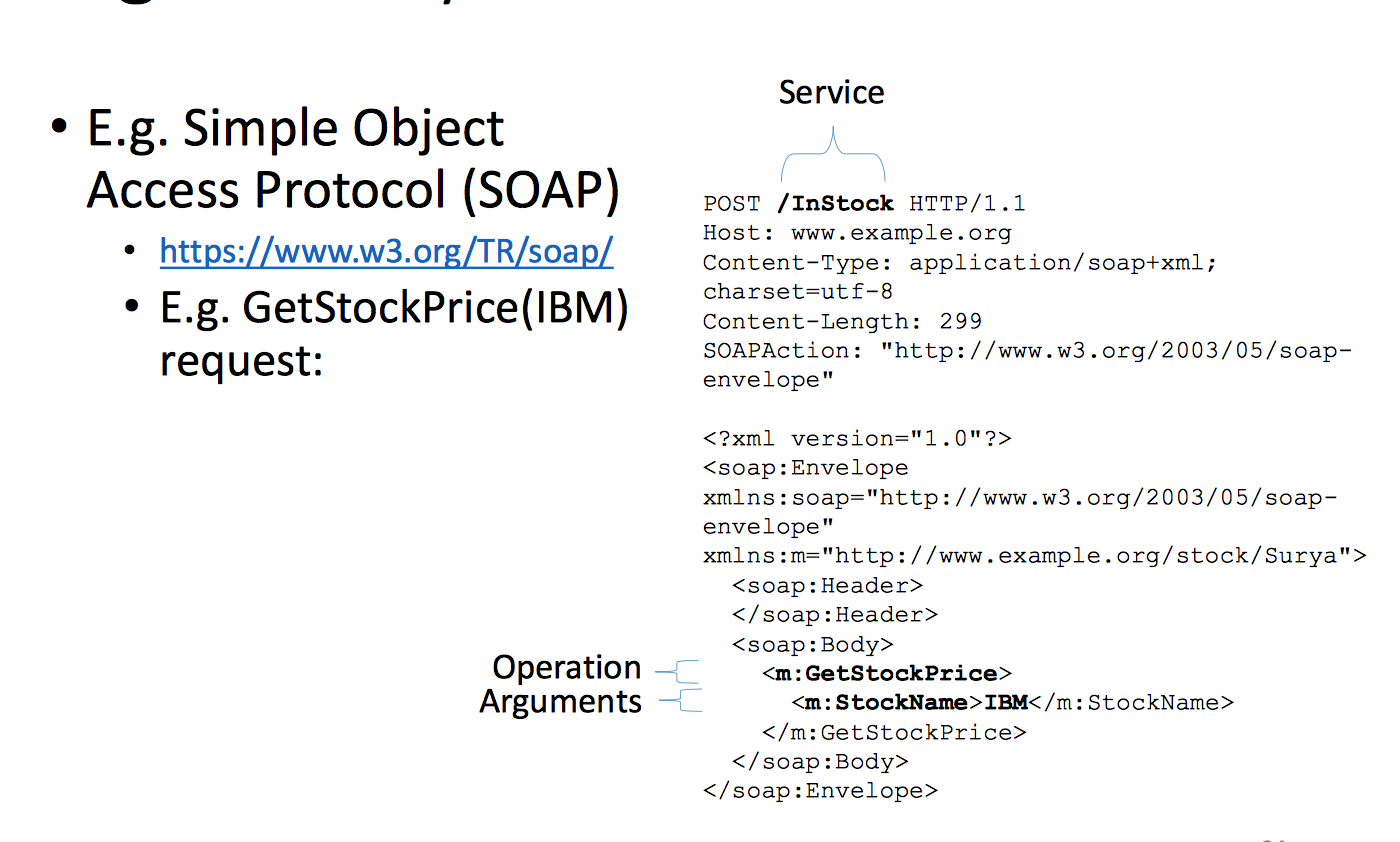 • E.g. Simple Object
Access Protocol (SOAP)
• https://www.w3.org/TR/soap/
• E.g. GetStockPrice(IBM)
request:
Service
POST /InStock HTTP/1.1
Host: www.example.org
Content-Type: application/soap+xml;
charset=utf-8
Content-Length: 299
SOAPAction: "http://www.w3.org/2003/05/soap-
envelope"
<?xml version="1.0"?>
<soap:Envelope
xmlns:soap="http://www.w3.org/2003/05/soap-
envelope"
xmlns:m="http://www.example.org/stock/Surya">
<soap:Header>
</soap:Header>
<soap:Body>
Operation
<m:GetStockPrice>
Arguments
<m:StockName>IBM</m:StockName>
</m:GetStockPrice>
</soap:Body>
</soap:Envelope>